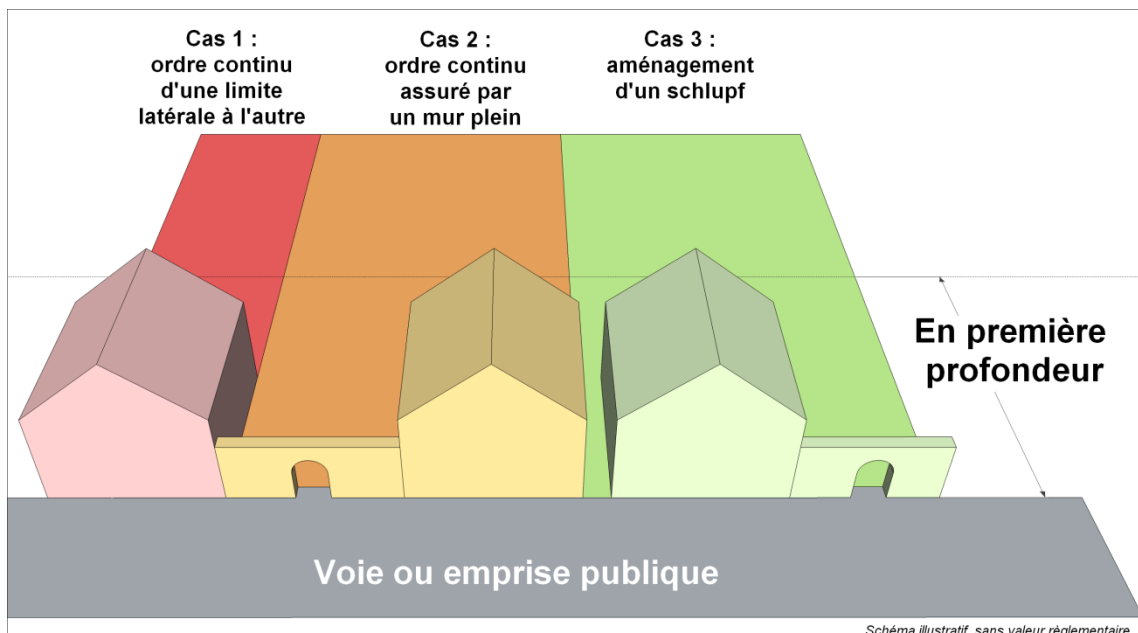 Cas 1 :
ordre continu
d'une limite
latérale à l'autre
Cas 2 :
ordre continu
assuré par
un mur plein
Cas 3 :
aménagement
d'un schlupf
En première
profondeur
Voie ou emprise publique
Schéma illustratif, sans valeur règlementaire